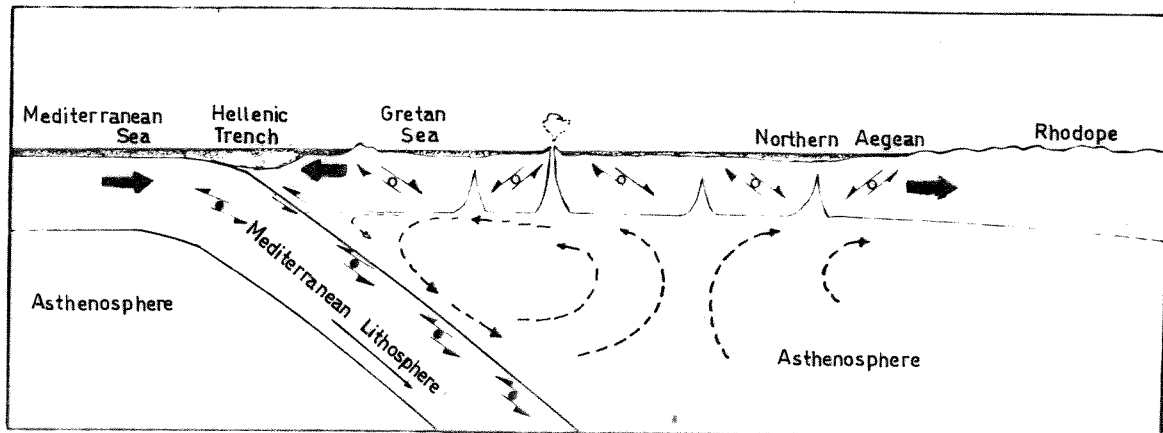 Mediterranean
Sea
Hellenic
Trench
Gretan
Sea
Northern Aegean
Rhodope
Mediterranean Lithosphere
Asthenosphere
Asthenosphere